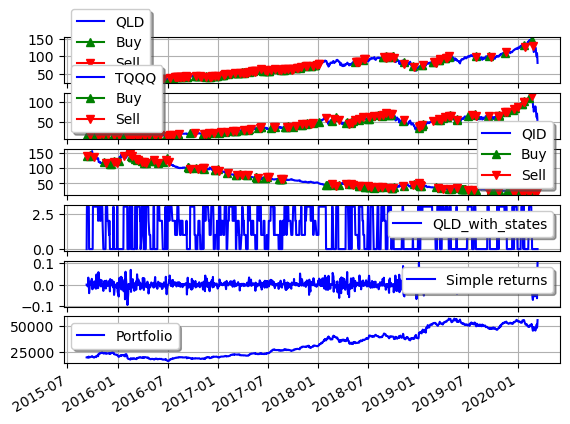 QLD
Buy
Sell
150
100
50
TQQQ
Buy
Sell
100
50
QID
Buy
Sell
150
100
50
QLD_with_states
2.5
0.0
Simple returns
0.1
0.0
−0.1
Portfolio
50000
25000
2015-07
2016-01
2016-07
2017-01
2017-07
2018-01
2018-07
2019-01
2019-07
2020-01